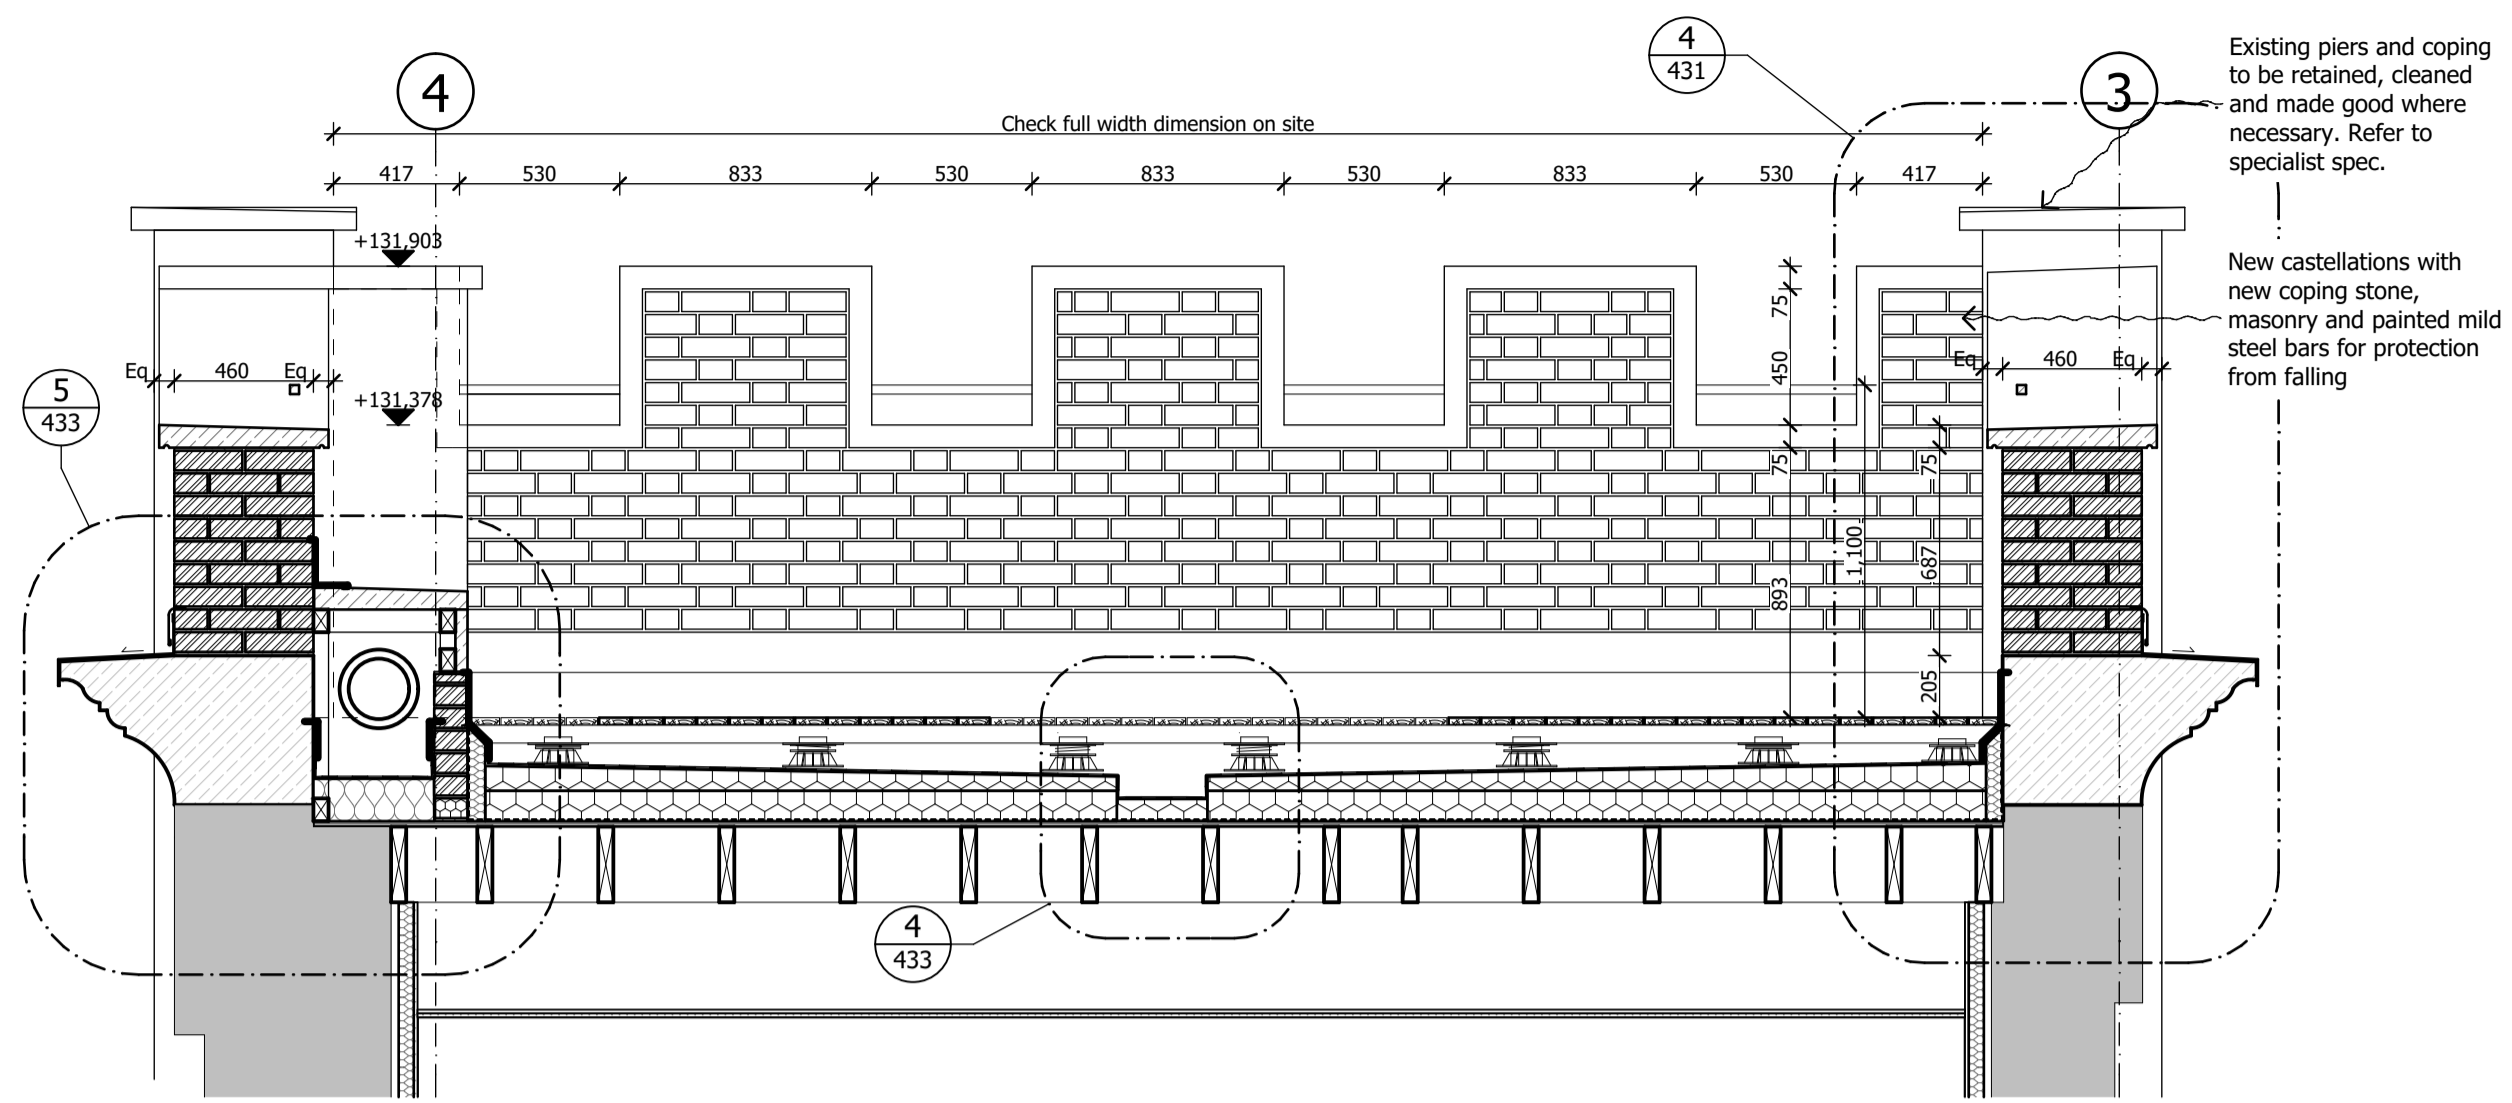 4
431
Existing piers and coping
to be retained, cleaned
and made good where
necessary. Refer to
specialist spec.
4
3
Check full width dimension on site
417 530 833 530 833 530 833 530 417
+131,903
75
New castellations with
new coping stone,
masonry and painted mild
steel bars for protection
from falling
Eq 460 Eq
450
Eq 460 Eq
5
433
+131,378
75
75
1,100
687
893
205
4
433